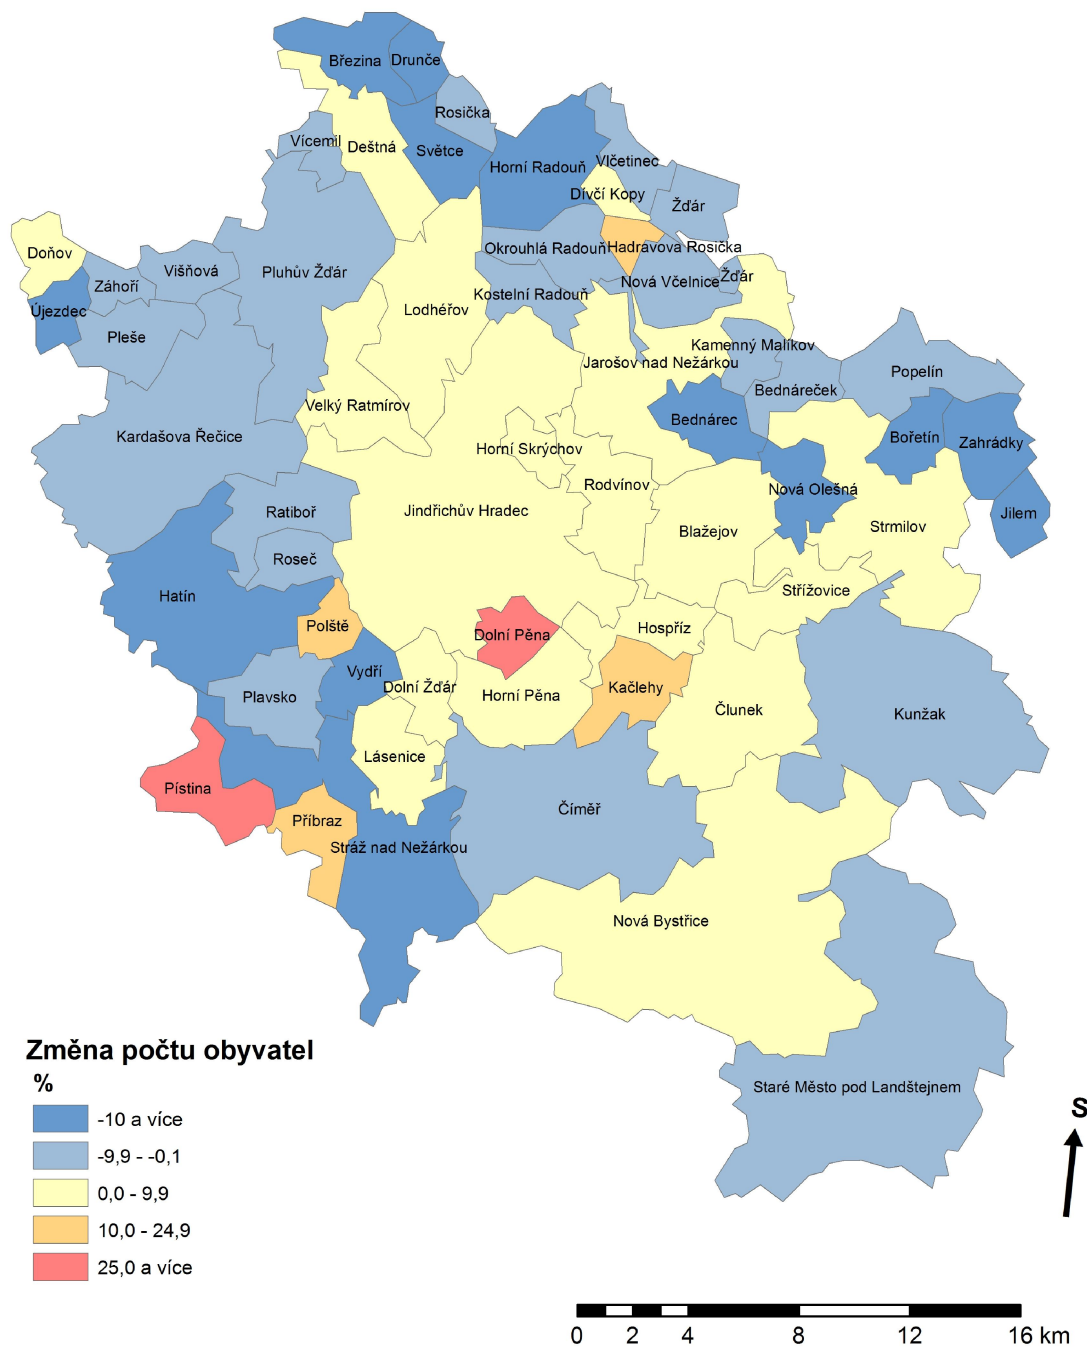 Březina
Drunče
Rosička
Vícemil
Deštná
Světce
Horní Radouň
Vlčetinec
Dívčí Kopy
Žďár
Doňov
Záhoří
Višňová
Pluhův Žďár
Okrouhlá Radouň
Hadravova Rosička
Nová Včelnice
Žďár
Újezdec
Pleše
Lodhéřov
Kostelní Radouň
Kamenný Malíkov
Jarošov nad Nežárkou
Popelín
Bednáreček
Velký Ratmírov
Bednárec
Kardašova Řečice
Horní Skrýchov
Bořetín
Zahrádky
Rodvínov
Nová Olešná
Ratiboř
Jindřichův Hradec
Jilem
Blažejov
Strmilov
Roseč
Hatín
Střížovice
Polště
Dolní Pěna
Hospříz
Vydří
Dolní Žďár
Kačlehy
Plavsko
Horní Pěna
Člunek
Kunžak
Lásenice
Pístina
Číměř
Příbraz
Stráž nad Nežárkou
Nová Bystřice
Staré Město pod Landštejnem
Změna počtu obyvatel
%
-10 a více
-9,9 - -0,1
0,0 - 9,9
10,0 - 24,9
25,0 a více
S
0 2 4 8 12 16 km